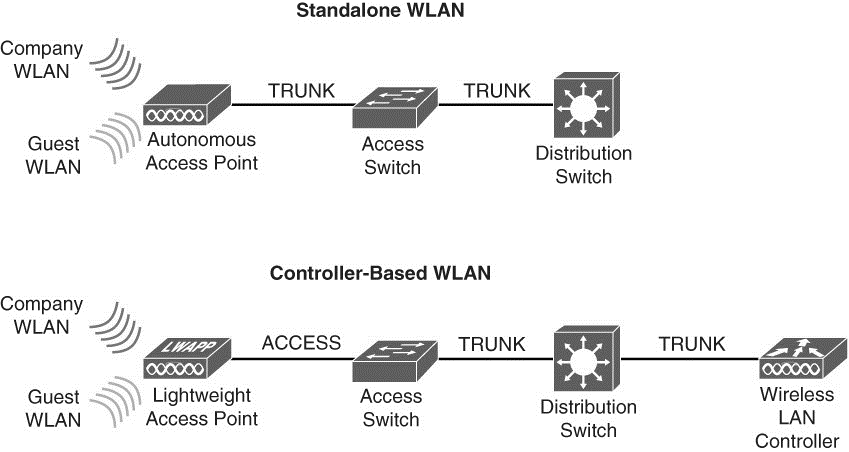 Standalone WLAN
Company
WLAN
Guest
WLAN
Autonomous
Access Point
TRUNK
Access
Switch
TRUNK
Distribution
Switch
Controller-Based WLAN
Company
WLAN
Guest
WLAN
LWAPP
Lightweight
Access Point
ACCESS
Access
Switch
TRUNK
Distribution
Switch
TRUNK
Wireless
LAN
Controller